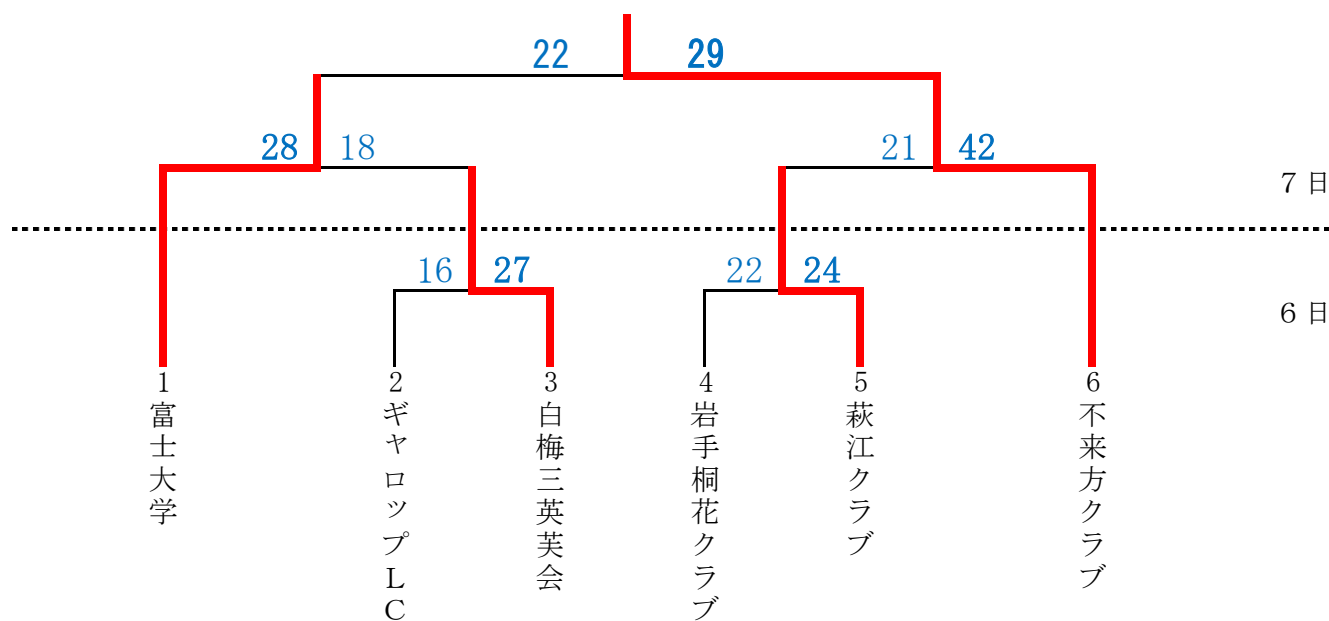 22 29
28 18 21 42
7日
16 27 22 24
6日
1 2 3 4 5 6
富士大学
ギャロップLC
白梅三英芙会
岩手桐花クラブ
萩江クラブ
不来方クラブ